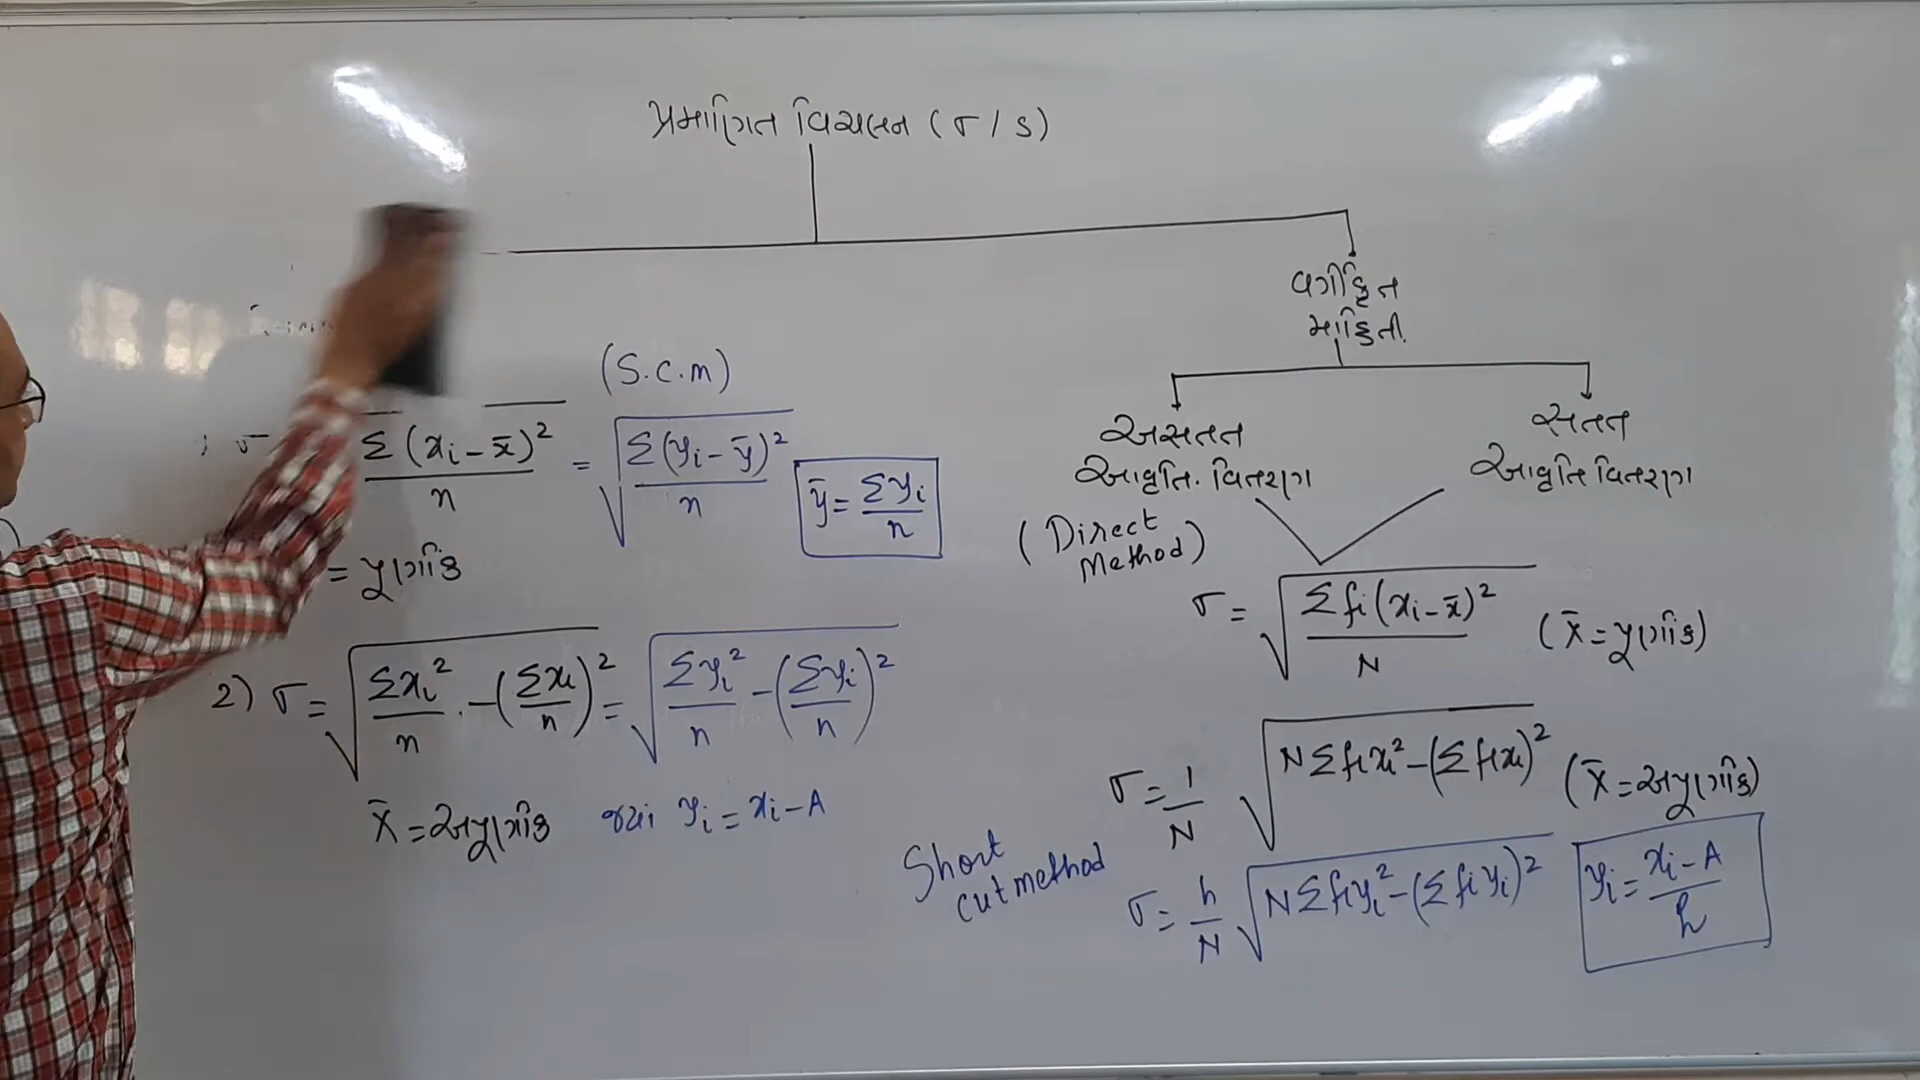 પ્રમાણિત વિચલન (σ / s)
વર્ગીકૃત
માહિતી.
(S.C.m)
અસતત
આવૃત્તિ. વિતરણ
સતત
આવૃત્તિ વિતરણ
Σ(xᵢ - x̄)² / n = √(Σ(yᵢ - ȳ)² / n)
ȳ = Σyᵢ / n
(Direct
Method)
= પૂર્ણાંક
σ = √(Σfᵢ(xᵢ - x̄)² / N) (x̄ = પૂર્ણાંક)
2) σ = √(Σxᵢ² / n - (Σxᵢ / n)²) = √(Σyᵢ² / n - (Σyᵢ / n)²)
x̄ = અપૂર્ણાંક જ્યાં yᵢ = xᵢ - A
σ = 1/N √(NΣfᵢxᵢ² - (Σfᵢxᵢ)²) (x̄ = અપૂર્ણાંક)
Short
cut method
σ = h/N √(NΣfᵢyᵢ² - (Σfᵢyᵢ)²)
yᵢ = (xᵢ - A) / h